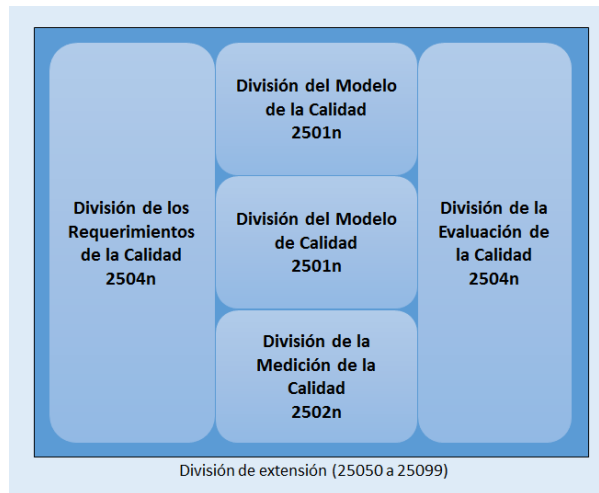 División de los
Requerimientos
de la Calidad
2504n
División del Modelo
de la Calidad
2501n
División del Modelo
de Calidad
2501n
División de la
Medición de la
Calidad
2502n
División de la
Evaluación de
la Calidad
2504n
División de extensión (25050 a 25099)